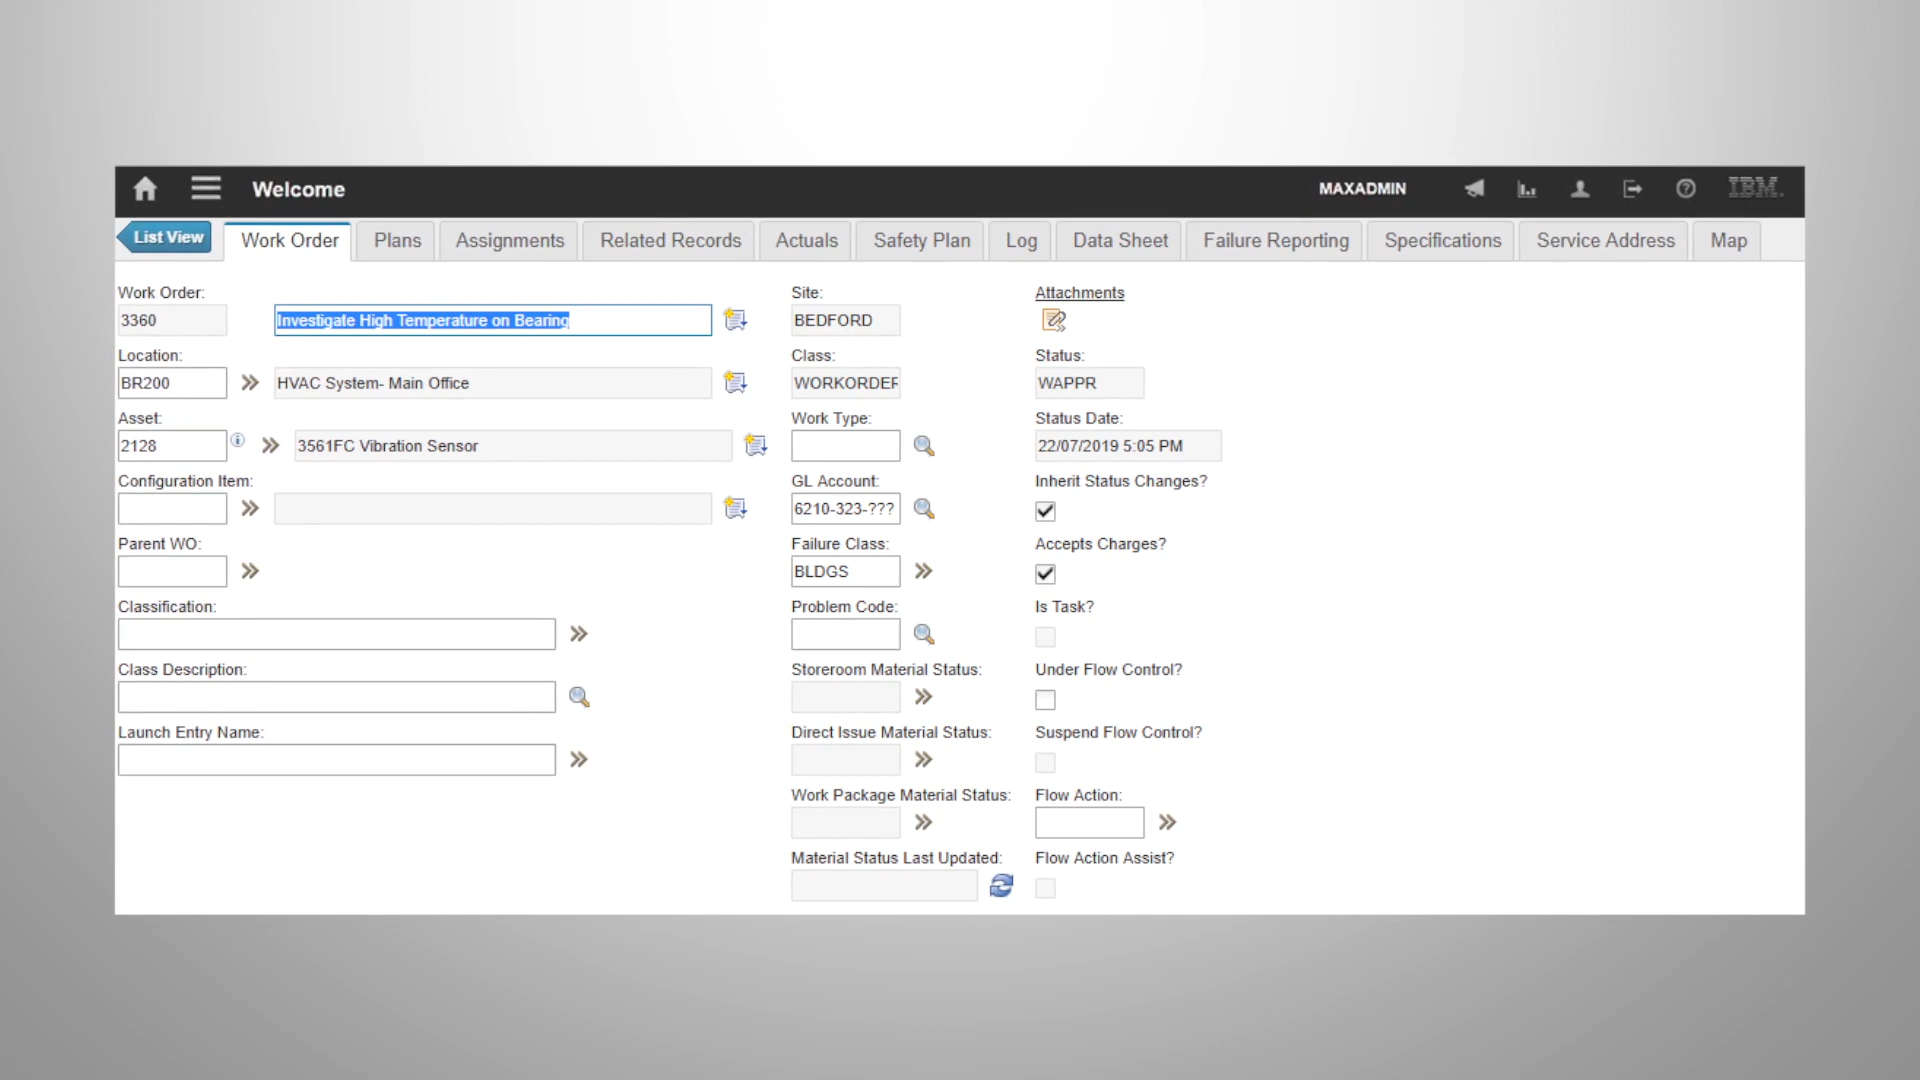 Welcome
MAXADMIN
IBM.
List View
Work Order
Plans
Assignments
Related Records
Actuals
Safety Plan
Log
Data Sheet
Failure Reporting
Specifications
Service Address
Map
Work Order:
3360
Investigate High Temperature on Bearing
Location:
BR200
HVAC System- Main Office
Asset:
2128
3561FC Vibration Sensor
Configuration Item:
Parent WO:
Classification:
Class Description:
Launch Entry Name:
Site:
BEDFORD
Class:
WORKORDER
Work Type:
GL Account:
6210-323-???
Failure Class:
BLDGS
Problem Code:
Storeroom Material Status:
Direct Issue Material Status:
Work Package Material Status:
Material Status Last Updated:
Attachments
Status:
WAPPR
Status Date:
22/07/2019 5:05 PM
Inherit Status Changes?
Accepts Charges?
Is Task?
Under Flow Control?
Suspend Flow Control?
Flow Action:
Flow Action Assist?